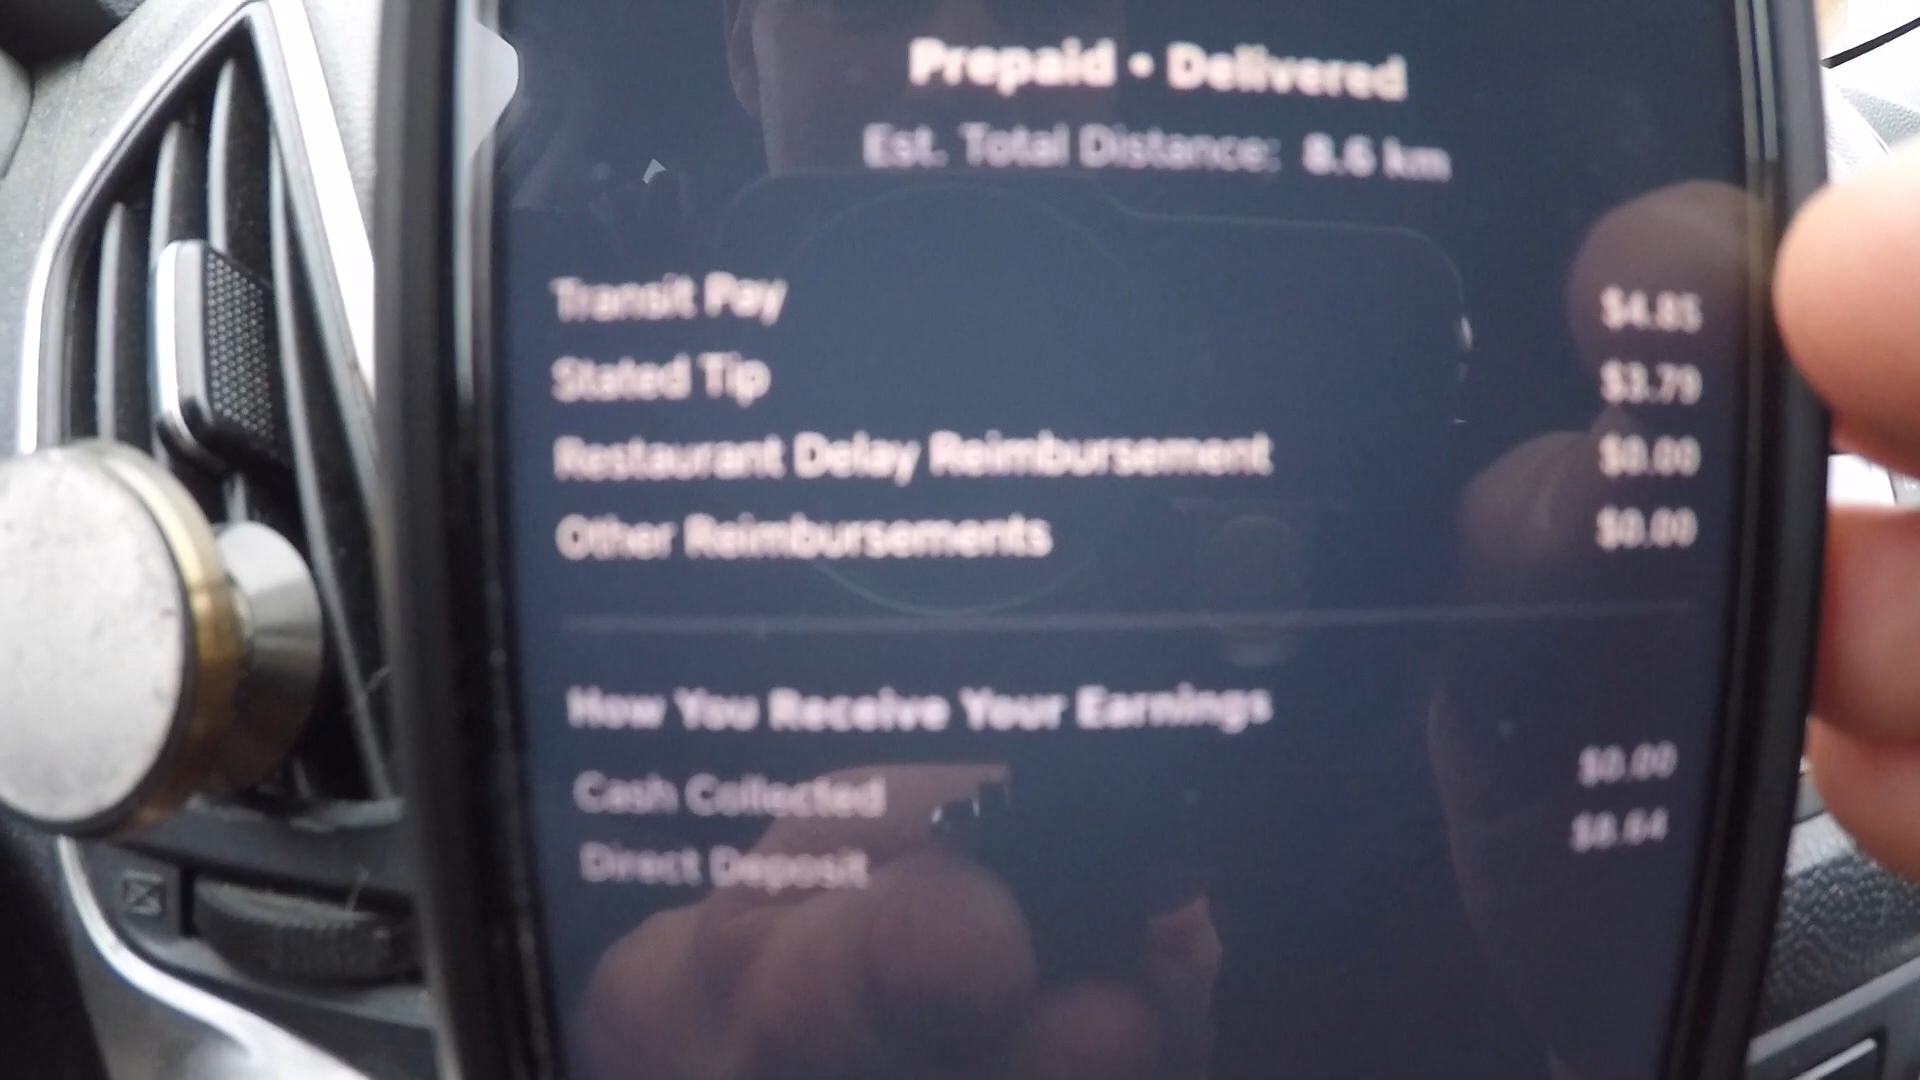 Prepaid • Delivered
Est. Total Distance: 8.6 km
Transit Pay $4.85
Stated Tip $3.79
Restaurant Delay Reimbursement $0.00
Other Reimbursements $0.00
How You Receive Your Earnings
Cash Collected $0.00
Direct Deposit $8.64